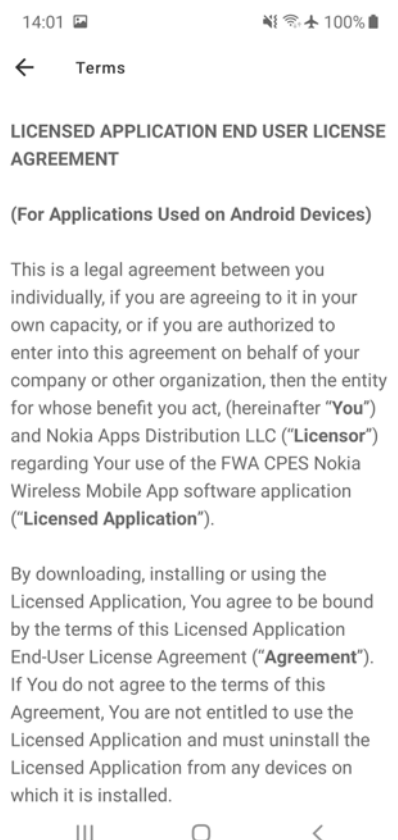 14:01
100%
Terms
LICENSED APPLICATION END USER LICENSE
AGREEMENT
(For Applications Used on Android Devices)
This is a legal agreement between you
individually, if you are agreeing to it in your
own capacity, or if you are authorized to
enter into this agreement on behalf of your
company or other organization, then the entity
for whose benefit you act, (hereinafter “You”)
and Nokia Apps Distribution LLC (“Licensor”)
regarding Your use of the FWA CPES Nokia
Wireless Mobile App software application
(“Licensed Application”).
By downloading, installing or using the
Licensed Application, You agree to be bound
by the terms of this Licensed Application
End-User License Agreement (“Agreement”).
If You do not agree to the terms of this
Agreement, You are not entitled to use the
Licensed Application and must uninstall the
Licensed Application from any devices on
which it is installed.